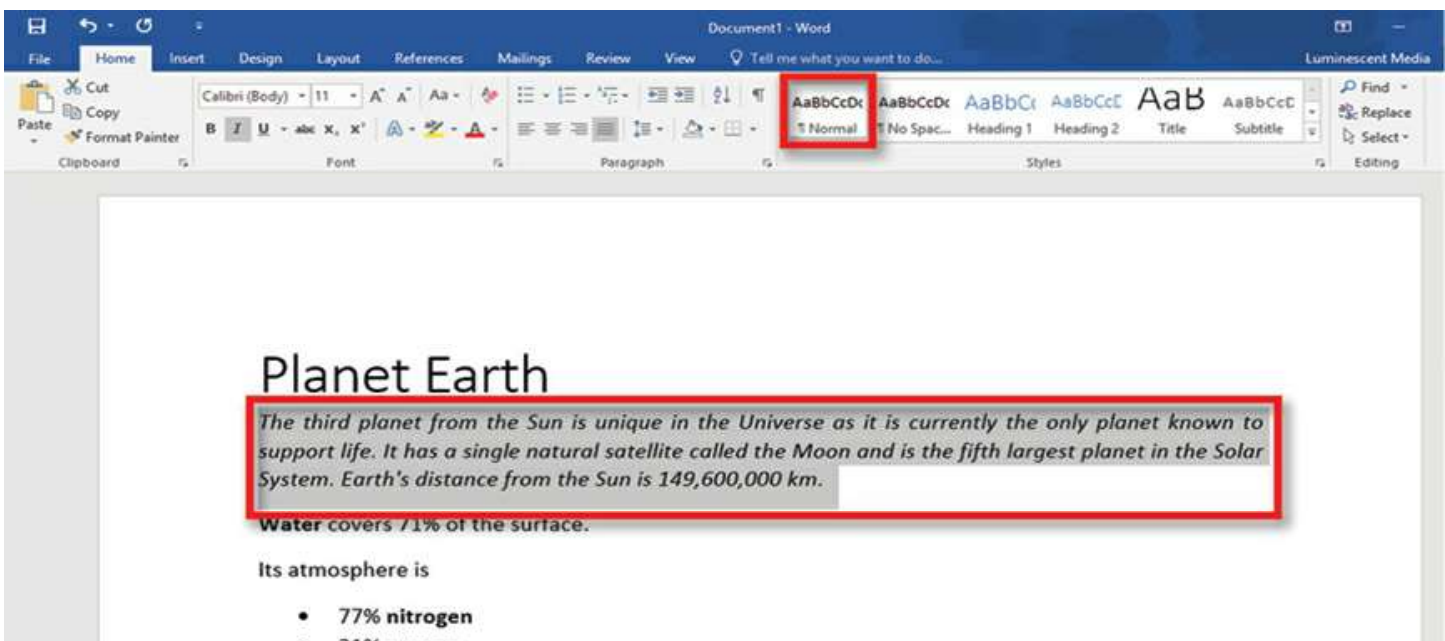 Document1 - Word
File Home Insert Design Layout References Mailings Review View Tell me what you want to do... Luminescent Media
Cut
Copy
Format Painter
Paste
Clipboard
Calibri (Body) 11 A A Aa
B I U abc x, x' A A
Font
Paragraph
AaBbCcDc AaBbCcDc AaBbCc AaBbCcC AaB AaBbCcC
¶ Normal ¶ No Spac... Heading 1 Heading 2 Title Subtitle
Styles
Find
Replace
Select
Editing
Planet Earth
The third planet from the Sun is unique in the Universe as it is currently the only planet known to
support life. It has a single natural satellite called the Moon and is the fifth largest planet in the Solar
System. Earth's distance from the Sun is 149,600,000 km.
Water covers 71% of the surface.
Its atmosphere is
• 77% nitrogen